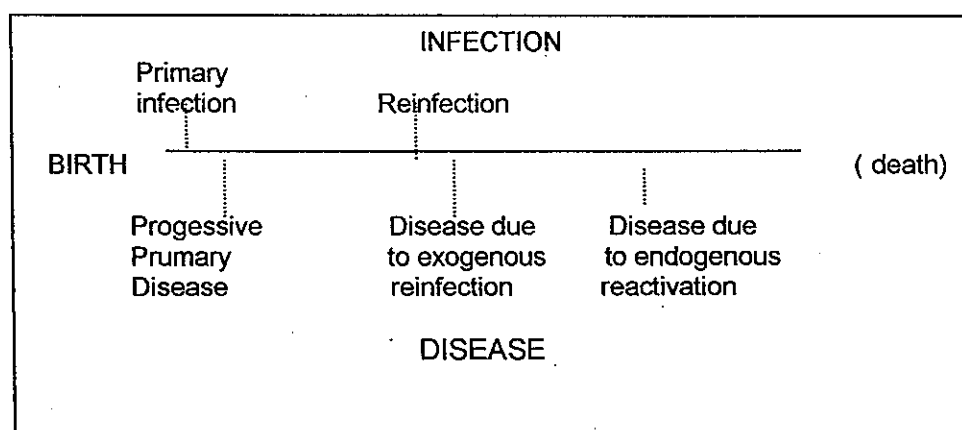 INFECTION
Primary
infection
Reinfection
BIRTH
( death)
Progessive
Prumary
Disease
Disease due
to exogenous
reinfection
Disease due
to endogenous
reactivation
DISEASE